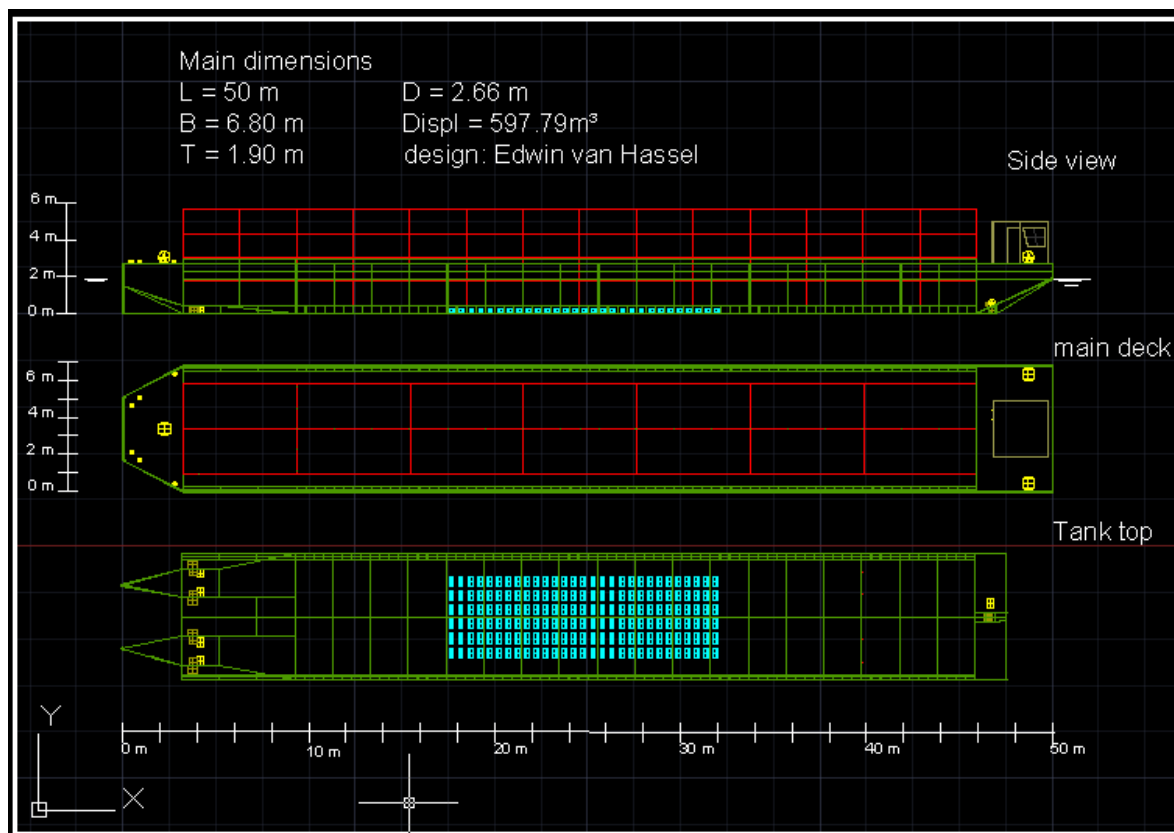 Main dimensions
L = 50 m D = 2.66 m
B = 6.80 m Displ = 597.79m³
T = 1.90 m design: Edwin van Hassel
Side view
6 m
4 m
2 m
0 m
main deck
6 m
4 m
2 m
0 m
Tank top
Y
X
0 m 10 m 20 m 30 m 40 m 50 m